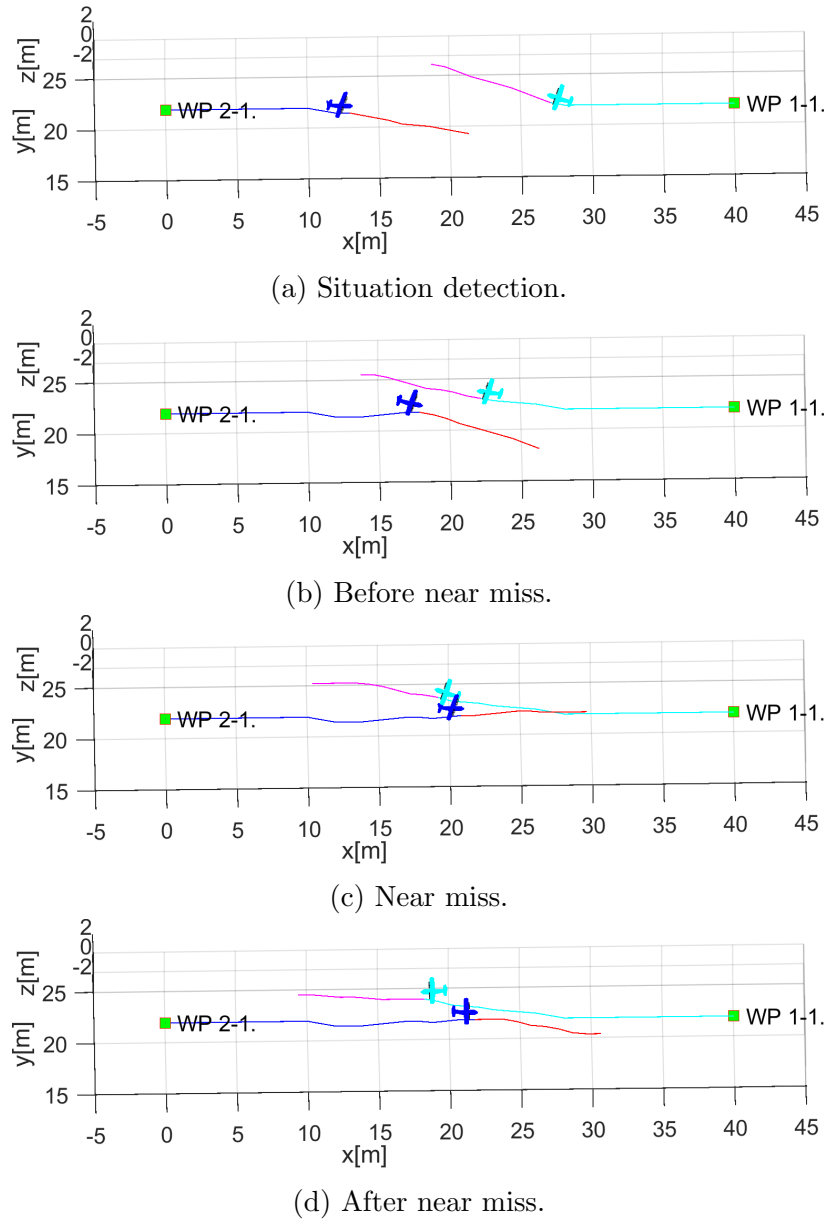 2
0
-2
z[m]
25
WP 2-1.
WP 1-1.
20
y[m]
15
-5 0 5 10 15 20 25 30 35 40 45
x[m]
(a) Situation detection.
2
0
-2
z[m]
25
WP 2-1.
WP 1-1.
20
y[m]
15
-5 0 5 10 15 20 25 30 35 40 45
x[m]
(b) Before near miss.
2
0
-2
z[m]
25
WP 2-1.
WP 1-1.
20
y[m]
15
-5 0 5 10 15 20 25 30 35 40 45
x[m]
(c) Near miss.
2
0
-2
z[m]
25
WP 2-1.
WP 1-1.
20
y[m]
15
-5 0 5 10 15 20 25 30 35 40 45
x[m]
(d) After near miss.